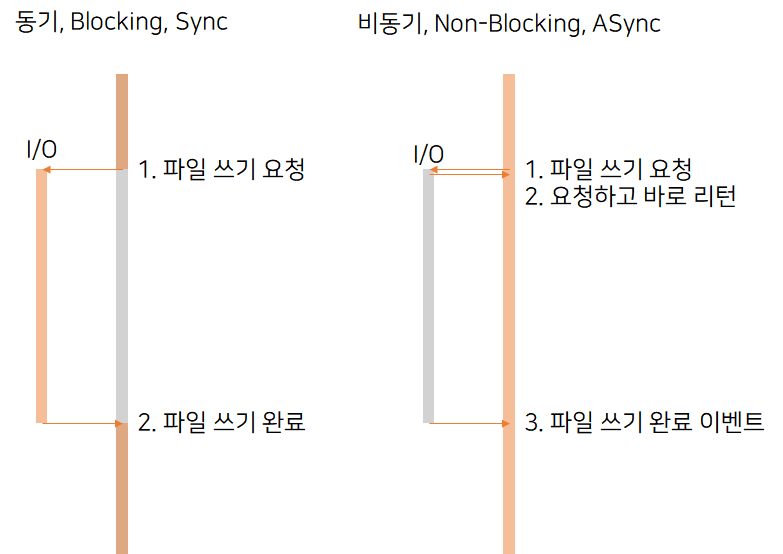 동기, Blocking, Sync
I/O
1. 파일 쓰기 요청
2. 파일 쓰기 완료
비동기, Non-Blocking, ASync
I/O
1. 파일 쓰기 요청
2. 요청하고 바로 리턴
3. 파일 쓰기 완료 이벤트